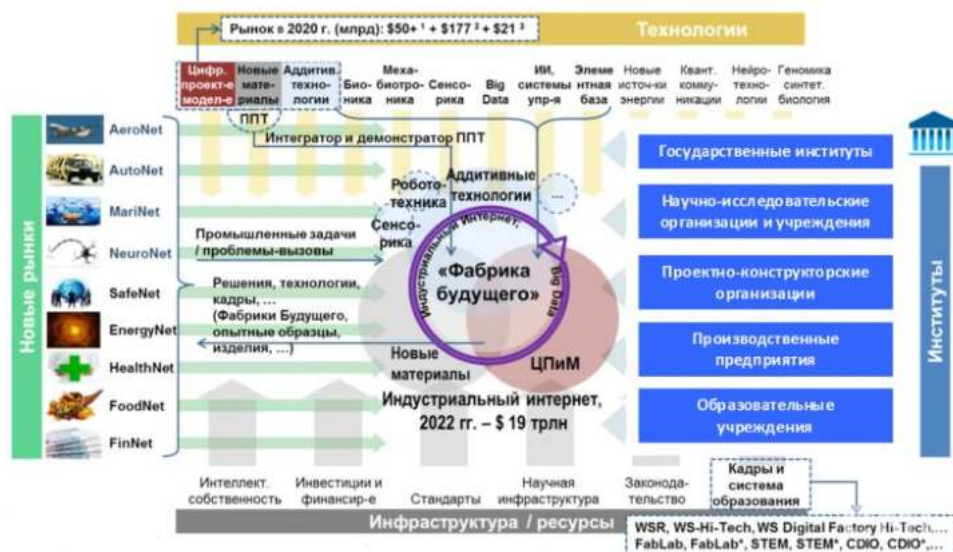 Рынок в 2020 г. (млрд): $50+ ¹ + $177 ² + $21 ³
Технологии
Цифр. проект-е модел-е
Новые мате-риалы
Аддитив. техно-логии
Био-ника
Меха-биотро-ника
Сенсо-рика
Big Data
ИИ, системы упр-я
Элеме нтная база
Новые источ-ки энергии
Квант. комму-никации
Нейро-техно-логии
Геномика синтет. биология
ППТ
Интегратор и демонстратор ППТ
Новые рынки
AeroNet
AutoNet
MariNet
NeuroNet
SafeNet
EnergyNet
HealthNet
FoodNet
FinNet
Промышленные задачи
/ проблемы-вызовы
Решения, технологии,
кадры, …
(Фабрики Будущего,
опытные образцы,
изделия, …)
Робото-
техника
Аддитивные
технологии
...
Сенсо-
рика
Индустриальный Интернет,
Big Data
«Фабрика
будущего»
Новые
материалы
ЦПиМ
Индустриальный интернет,
2022 гг. – $ 19 трлн
Государственные институты
Научно-исследовательские
организации и учреждения
Проектно-конструкторские
организации
Производственные
предприятия
Образовательные
учреждения
Институты
Интеллект.
собственность
Инвестиции и
финансир-е
Стандарты
Научная
инфраструктура
Законода-
тельство
Кадры и
система
образования
Инфраструктура / ресурсы
WSR, WS-Hi-Tech, WS Digital Factory Hi-Tech,...
FabLab, FabLab*, STEM, STEM*, CDIO, CDIO*,...